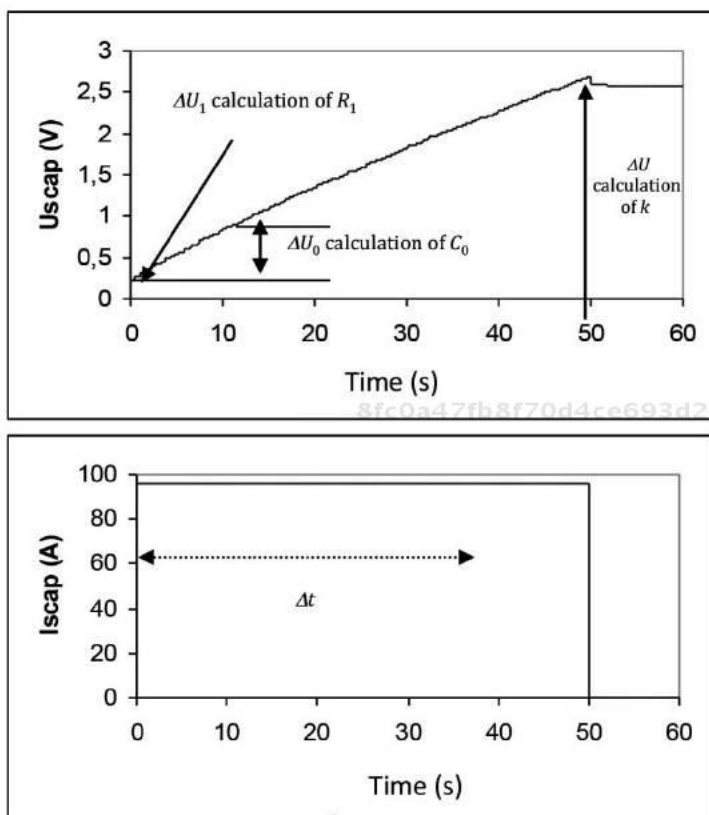 3
2,5
2
1,5
1
0,5
0
Uscap (V)
ΔU₁ calculation of R₁
ΔU₀ calculation of C₀
ΔU
calculation
of k
0 10 20 30 40 50 60
Time (s)
8fc0a47fb8f70d4ce693d2
100
80
60
40
20
0
Iscap (A)
Δt
0 10 20 30 40 50 60
Time (s)